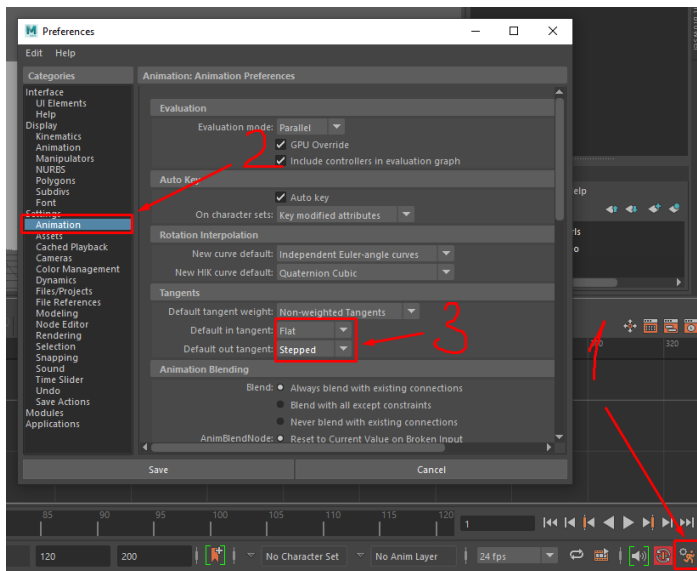 Preferences
Edit Help
Categories
Interface
UI Elements
Help
Display
Kinematics
Animation
Manipulators
NURBS
Polygons
Subdivs
Font
Settings
Animation
Assets
Cached Playback
Cameras
Color Management
Dynamics
Files/Projects
File References
Modeling
Node Editor
Rendering
Selection
Snapping
Sound
Time Slider
Undo
Save Actions
Modules
Applications
Animation: Animation Preferences
Evaluation
Evaluation mode: Parallel
GPU Override
Include controllers in evaluation graph
Auto Key
Auto key
On character sets: Key modified attributes
Rotation Interpolation
New curve default: Independent Euler-angle curves
New HIK curve default: Quaternion Cubic
Tangents
Default tangent weight: Non-weighted Tangents
Default in tangent: Flat
Default out tangent: Stepped
Animation Blending
Blend: Always blend with existing connections
Blend with all except constraints
Never blend with existing connections
AnimBlendNode: Reset to Current Value on Broken Input
Save Cancel
2
3
1
elp
320
85 90 95 100 105 110 115 120
1
120 200 No Character Set No Anim Layer 24 fps